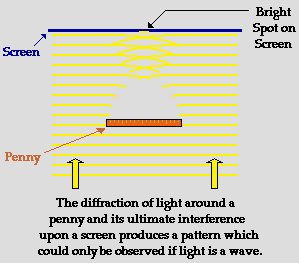 Bright
Spot on
Screen
Screen
Penny
The diffraction of light around a
penny and its ultimate interference
upon a screen produces a pattern which
could only be observed if light is a wave.